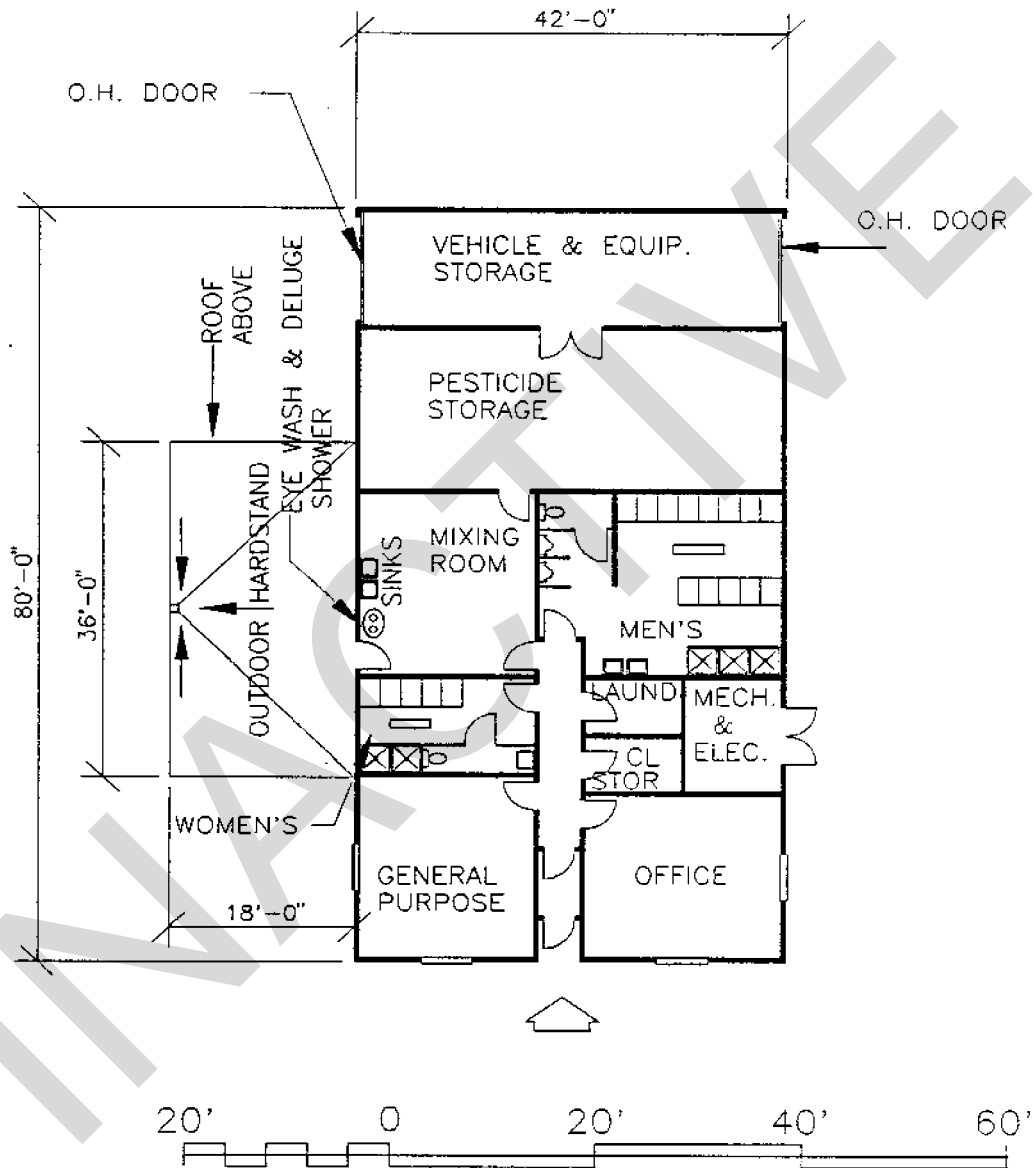 42'-0"
O.H. DOOR
O.H. DOOR
VEHICLE & EQUIP.
STORAGE
ROOF
ABOVE
EYE WASH & DELUGE
SHOWER
PESTICIDE
STORAGE
80'-0"
36'-0"
OUTDOOR HARDSTAND
SINKS
MIXING
ROOM
MEN'S
LAUND
MECH.
&
ELEC.
CL
STOR
WOMEN'S
GENERAL
PURPOSE
OFFICE
18'-0"
20' 0 20' 40' 60'
INACTIVE